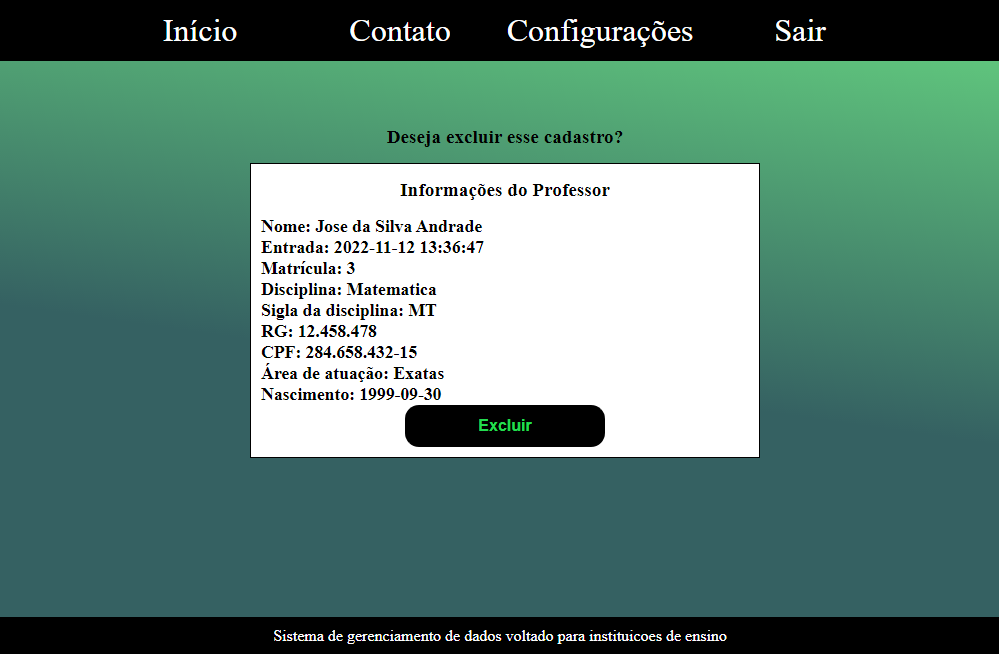 Início Contato Configurações Sair
Deseja excluir esse cadastro?
Informações do Professor
Nome: Jose da Silva Andrade
Entrada: 2022-11-12 13:36:47
Matrícula: 3
Disciplina: Matematica
Sigla da disciplina: MT
RG: 12.458.478
CPF: 284.658.432-15
Área de atuação: Exatas
Nascimento: 1999-09-30
Excluir
Sistema de gerenciamento de dados voltado para instituicoes de ensino